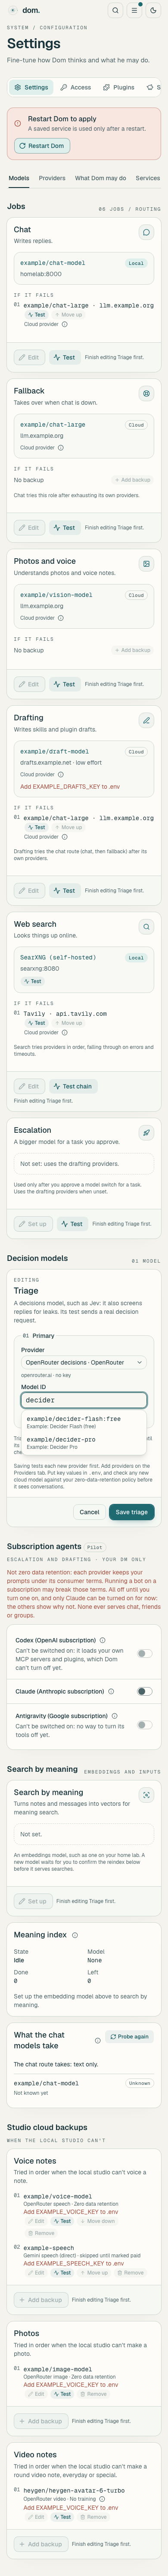 dom.
SYSTEM / CONFIGURATION
Settings
Fine-tune how Dom thinks and what he may do.
Settings
Access
Plugins
S
Restart Dom to apply
A saved service is only used after a restart.
Restart Dom
Models
Providers
What Dom may do
Services
Jobs
06 JOBS / ROUTING
Chat
Writes replies.
example/chat-model
Local
homelab:8000
IF IT FAILS
01 example/chat-large · llm.example.org
Test
Move up
Cloud provider
Edit
Test
Finish editing Triage first.
Fallback
Takes over when chat is down.
example/chat-large
Cloud
llm.example.org
Cloud provider
IF IT FAILS
No backup
Add backup
Chat tries this role after exhausting its own providers.
Edit
Test
Finish editing Triage first.
Photos and voice
Understands photos and voice notes.
example/vision-model
Cloud
llm.example.org
Cloud provider
IF IT FAILS
No backup
Add backup
Edit
Test
Finish editing Triage first.
Drafting
Writes skills and plugin drafts.
example/draft-model
Cloud
drafts.example.net · low effort
Cloud provider
Add EXAMPLE_DRAFTS_KEY to .env
IF IT FAILS
01 example/chat-large · llm.example.org
Test
Move up
Cloud provider
Drafting tries the chat route (chat, then fallback) after its
own providers.
Edit
Test
Finish editing Triage first.
Web search
Looks things up online.
SearXNG (self-hosted)
Local
searxng:8080
Test
IF IT FAILS
01 Tavily · api.tavily.com
Test
Move up
Cloud provider
Search tries providers in order, falling through on errors and
timeouts.
Edit
Test chain
Finish editing Triage first.
Escalation
A bigger model for a task you approve.
Not set: uses the drafting providers.
Used only after you approve a model switch for a task.
Uses the drafting providers when unset.
Set up
Test
Finish editing Triage first.
Decision models
01 MODEL
EDITING
Triage
A decisions model, such as Jev: it also screens
replies for leaks. Its test sends a real decision
request.
01 Primary
Provider
OpenRouter decisions · OpenRouter
openrouter.ai · no key
Model ID
decider
example/decider-flash:free
Example: Decider Flash (free)
example/decider-pro
Example: Decider Pro
Saving tests each new provider first. Add providers on the
Providers tab. Put key values in .env, and check a new
cloud model against your zero-data-retention policy before
it serves.
Cancel
Save triage
Subscription agents
Pilot
ESCALATION AND DRAFTING · YOUR DM ONLY
Not zero data retention: each provider keeps your
prompts under its consumer terms. Running a bot on a
subscription may break those terms. All off until you
turn one on, and only Claude can be turned on for now:
the others show why not. None ever serves chat, friends
or groups.
Codex (OpenAI subscription)
Can't be switched on: it loads your own
MCP servers and plugins, which Dom
can't turn off yet.
Claude (Anthropic subscription)
Antigravity (Google subscription)
Can't be switched on: no way to turn its
tools off yet.
Search by meaning
EMBEDDINGS AND INPUTS
Search by meaning
Turns notes and messages into vectors for
meaning search.
Not set.
An embeddings model, such as one on your home lab. A
new model waits for you to confirm the reindex below
before it serves searches.
Set up
Finish editing Triage first.
Meaning index
State
Model
Idle
None
Done
Left
0
0
Set up the embedding model above to search by
meaning.
What the chat
models take
Probe again
The chat route takes: text only.
example/chat-model
Unknown
Not known yet
Studio cloud backups
WHEN THE LOCAL STUDIO CAN'T
Voice notes
Tried in order when the local studio can't voice a
note.
01 example/voice-model
OpenRouter speech · Zero data retention
Add EXAMPLE_VOICE_KEY to .env
Edit
Test
Move down
Remove
02 example-speech
Gemini speech (direct) · skipped until marked paid
Add EXAMPLE_SPEECH_KEY to .env
Edit
Test
Move up
Remove
Add backup
Finish editing Triage first.
Photos
Tried in order when the local studio can't make a
photo.
01 example/image-model
OpenRouter image · Zero data retention
Edit
Test
Remove
Add backup
Finish editing Triage first.
Video notes
Tried in order when the local studio can't make a
round video note, everyday or special.
01 heygen/heygen-avatar-6-turbo
OpenRouter video · No training
Add EXAMPLE_VOICE_KEY to .env
Edit
Test
Remove
Add backup
Finish editing Triage first.